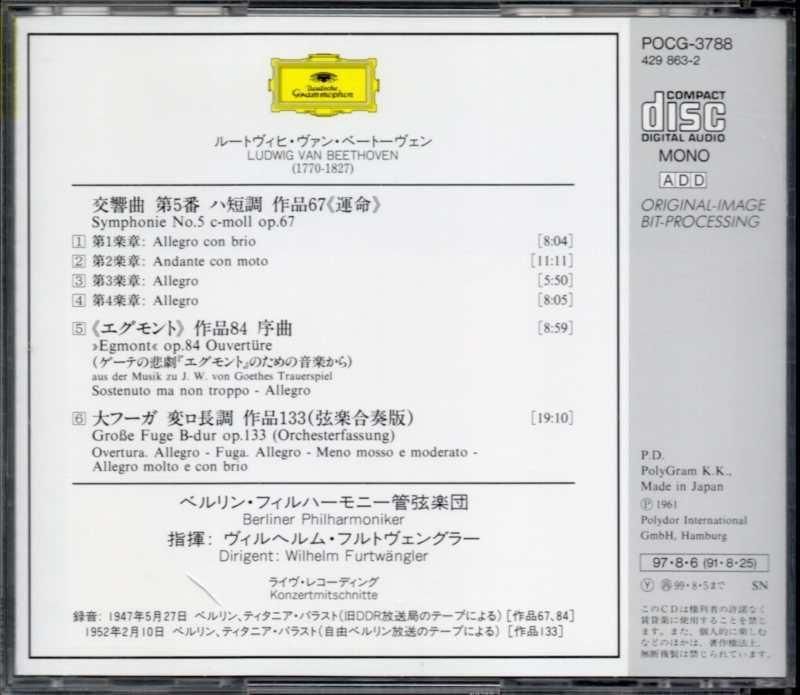 Deutsche
Grammophon
ルートヴィヒ・ヴァン・ベートーヴェン
LUDWIG VAN BEETHOVEN
(1770-1827)
交響曲 第5番 ハ短調 作品67《運命》
Symphonie No.5 c-moll op.67
1 第1楽章: Allegro con brio [8:04]
2 第2楽章: Andante con moto [11:11]
3 第3楽章: Allegro [5:50]
4 第4楽章: Allegro [8:05]
5 《エグモント》 作品84 序曲 [8:59]
»Egmont« op.84 Ouvertüre
(ゲーテの悲劇『エグモント』のための音楽から)
aus der Musik zu J. W. von Goethes Trauerspiel
Sostenuto ma non troppo - Allegro
6 大フーガ 変ロ長調 作品133(弦楽合奏版) [19:10]
Große Fuge B-dur op.133 (Orchesterfassung)
Overtura. Allegro - Fuga. Allegro - Meno mosso e moderato -
Allegro molto e con brio
ベルリン・フィルハーモニー管弦楽団
Berliner Philharmoniker
指揮: ヴィルヘルム・フルトヴェングラー
Dirigent: Wilhelm Furtwängler
ライヴ・レコーディング
Konzertmitschnitte
録音: 1947年5月27日 ベルリン、ティタニア・パラスト(旧DDR放送局のテープによる)[作品67、84]
1952年2月10日 ベルリン、ティタニア・パラスト(自由ベルリン放送のテープによる)[作品133]
POCG-3788
429 863-2
COMPACT
disc
DIGITAL AUDIO
MONO
ADD
ORIGINAL-IMAGE
BIT-PROCESSING
P.D.
PolyGram K.K.,
Made in Japan
Ⓟ 1961
Polydor International
GmbH, Hamburg
97・8・6 (91・8・25)
Ⓨ 再 99・8・5まで SN
このCDは権利者の許諾なく
賃貸業に使用することを禁じ
ます。また、個人的に楽しむ
などのほかは、著作権法上、
無断複製は禁じられています。